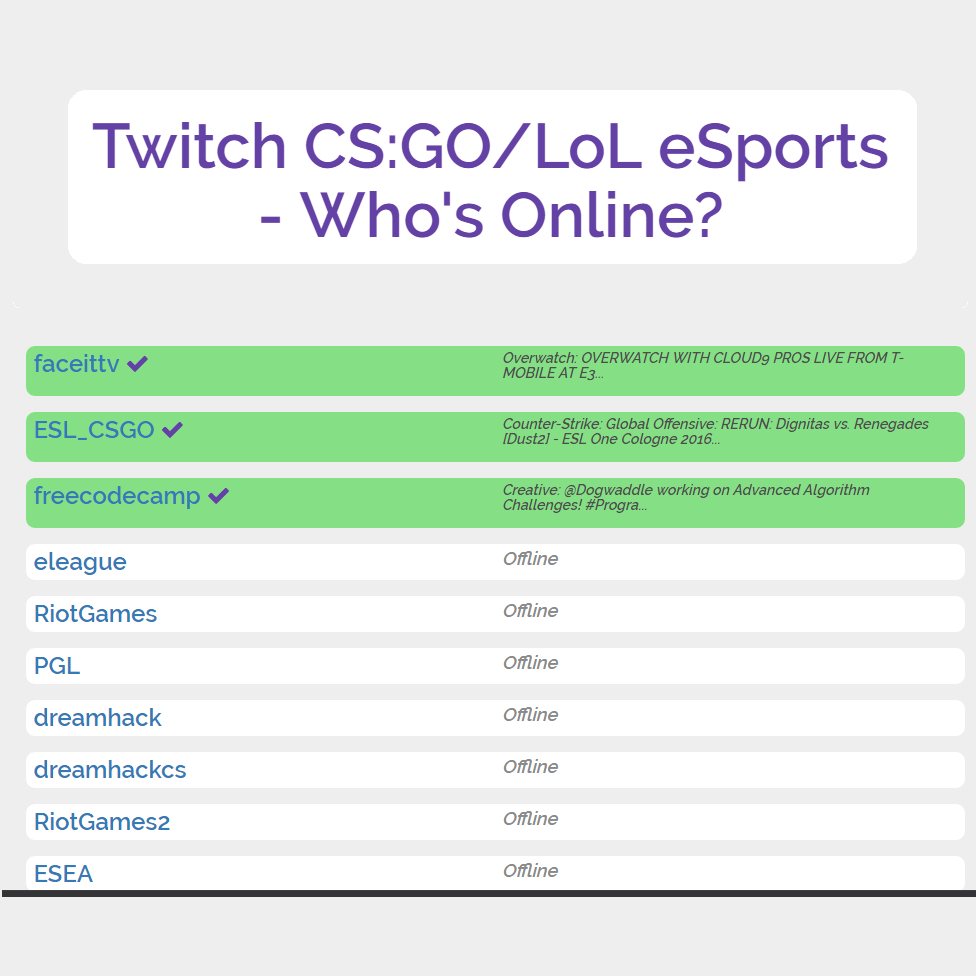 Twitch CS:GO/LoL eSports
- Who's Online?
faceittv
Overwatch: OVERWATCH WITH CLOUD9 PROS LIVE FROM T-
MOBILE AT E3...
ESL_CSGO
Counter-Strike: Global Offensive: RERUN: Dignitas vs. Renegades
[Dust2] - ESL One Cologne 2016...
freecodecamp
Creative: @Dogwaddle working on Advanced Algorithm
Challenges! #Progra...
eleague
Offline
RiotGames
Offline
PGL
Offline
dreamhack
Offline
dreamhackcs
Offline
RiotGames2
Offline
ESEA
Offline